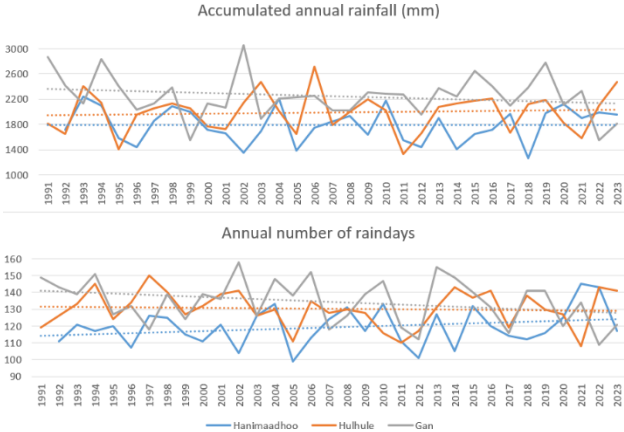 Accumulated annual rainfall (mm)
3000
2600
2200
1800
1400
1000
1991 1992 1993 1994 1995 1996 1997 1998 1999 2000 2001 2002 2003 2004 2005 2006 2007 2008 2009 2010 2011 2012 2013 2014 2015 2016 2017 2018 2019 2020 2021 2022 2023
Annual number of raindays
160
150
140
130
120
110
100
90
1991 1992 1993 1994 1995 1996 1997 1998 1999 2000 2001 2002 2003 2004 2005 2006 2007 2008 2009 2010 2011 2012 2013 2014 2015 2016 2017 2018 2019 2020 2021 2022 2023
Hanimaadhoo Hulhule Gan